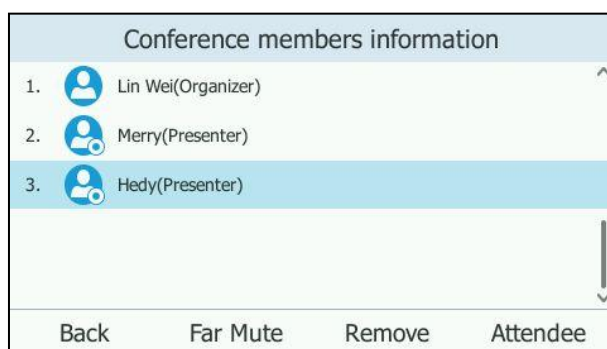 Conference members information
1. Lin Wei(Organizer)
2. Merry(Presenter)
3. Hedy(Presenter)
Back Far Mute Remove Attendee